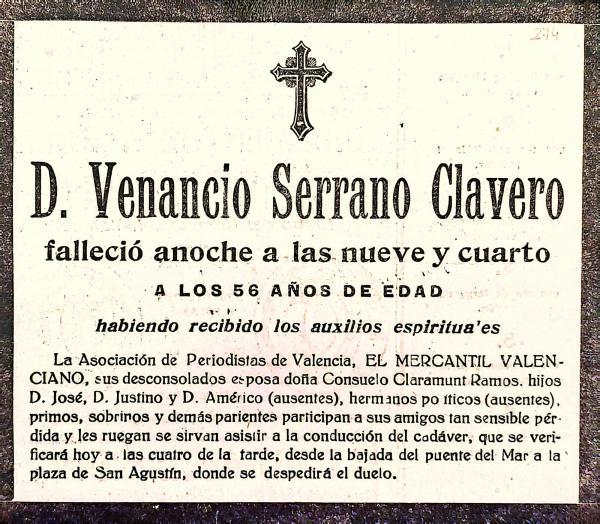 274
D. Venancio Serrano Clavero
falleció anoche a las nueve y cuarto
A LOS 56 AÑOS DE EDAD
habiendo recibido los auxilios espiritua'es
La Asociación de Periodistas de Valencia, EL MERCANTIL VALEN-
CIANO, sus desconsolados esposa doña Consuelo Claramunt Ramos, hijos
D. José, D. Justino y D. Américo (ausentes), hermanos po íticos (ausentes),
primos, sobrinos y demás parientes participan a sus amigos tan sensible pér-
dida y les ruegan se sirvan asistir a la conducción del cadáver, que se veri-
ficará hoy a las cuatro de la tarde, desde la bajada del puente del Mar a la
plaza de San Agustín, donde se despedirá el duelo.